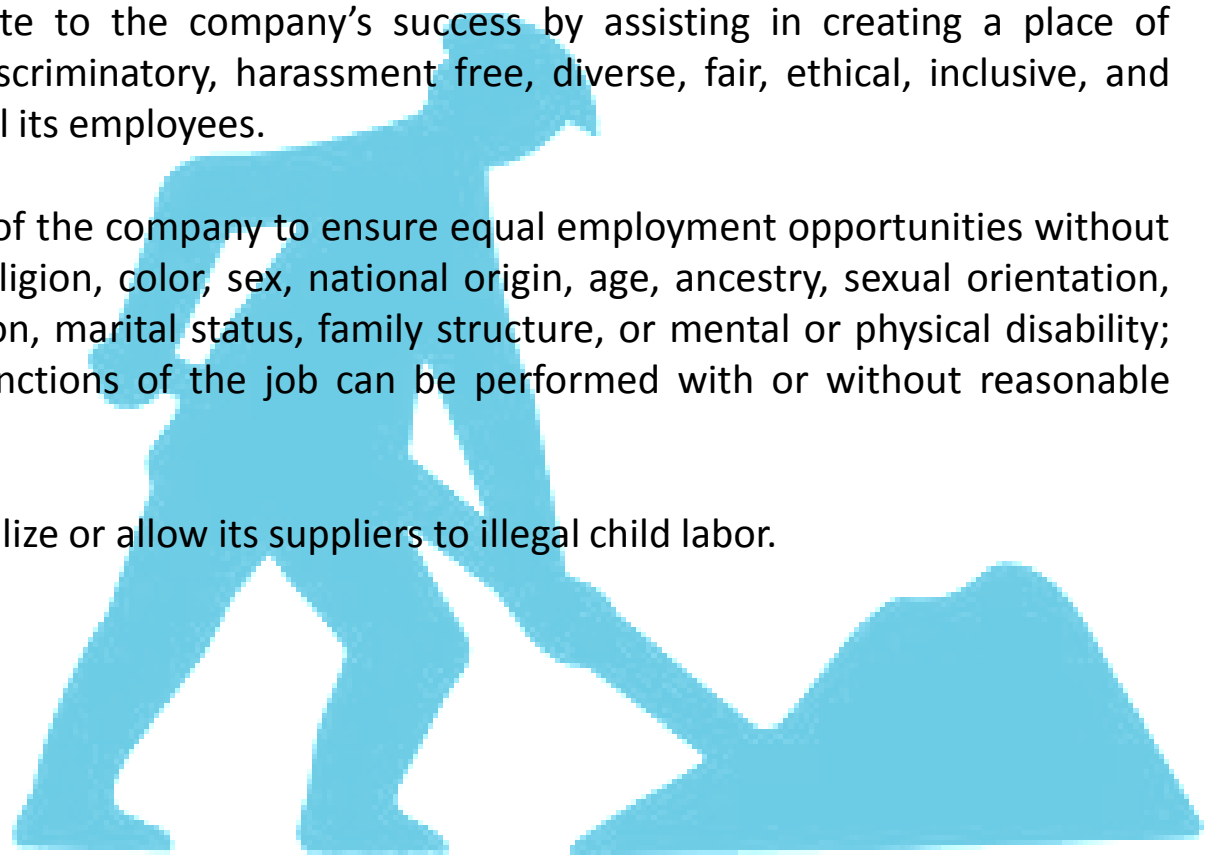 te to the company’s success by assisting in creating a place of
scriminatory, harassment free, diverse, fair, ethical, inclusive, and
l its employees.
of the company to ensure equal employment opportunities without
ligion, color, sex, national origin, age, ancestry, sexual orientation,
on, marital status, family structure, or mental or physical disability;
nctions of the job can be performed with or without reasonable
lize or allow its suppliers to illegal child labor.